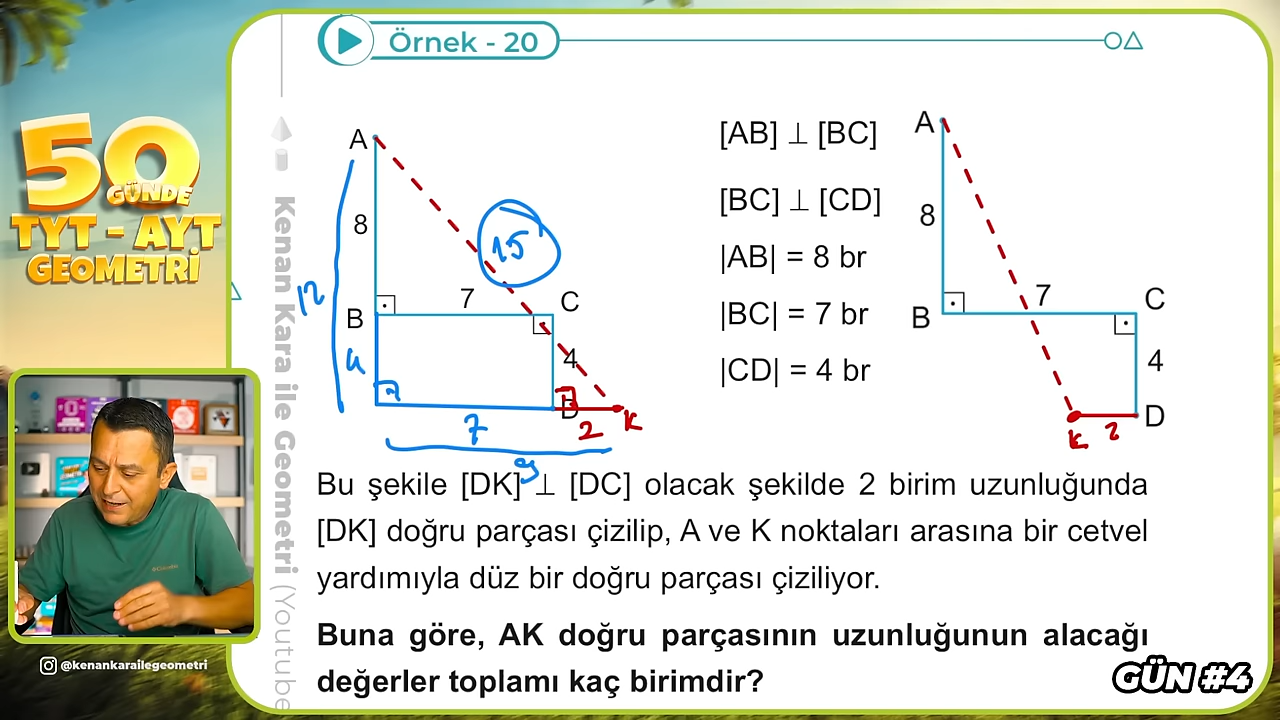 Örnek - 20
50
GÜNDE
TYT - AYT
GEOMETRİ
Kenan Kara ile Geometri (Youtube
A
8
12
15
B
7
C
4
4
D
K
7
2
9
[AB] ⊥ [BC]
[BC] ⊥ [CD]
|AB| = 8 br
|BC| = 7 br
|CD| = 4 br
A
8
B
7
C
4
D
K
2
Bu şekile [DK] ⊥ [DC] olacak şekilde 2 birim uzunluğunda
[DK] doğru parçası çizilip, A ve K noktaları arasına bir cetvel
yardımıyla düz bir doğru parçası çiziliyor.
Buna göre, AK doğru parçasının uzunluğunun alacağı
değerler toplamı kaç birimdir?
@kenankarailegeometri
GÜN #4